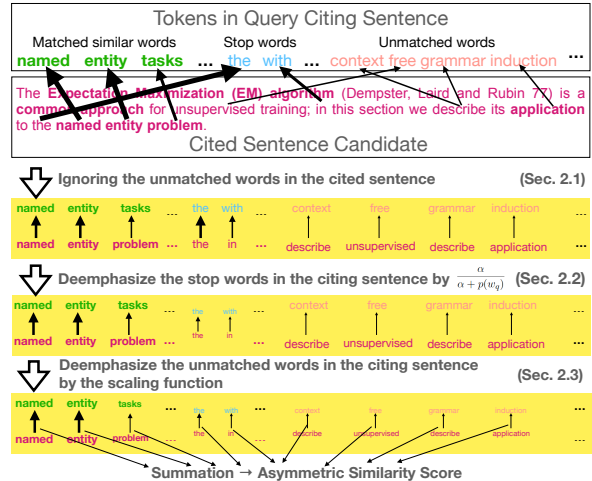 Tokens in Query Citing Sentence
Matched similar words Stop words Unmatched words
named entity tasks ... the with ... context free grammar induction ...
The Expectation Maximization (EM) algorithm (Dempster, Laird and Rubin 77) is a
common approach for unsupervised training; in this section we describe its application
to the named entity problem.
Cited Sentence Candidate
Ignoring the unmatched words in the cited sentence (Sec. 2.1)
named entity tasks ... the with ... context free grammar induction ...
named entity problem ... the in ... describe unsupervised describe application ...
Deemphasize the stop words in the citing sentence by α / (α + p(w_q)) (Sec. 2.2)
named entity tasks ... the with ... context free grammar induction ...
named entity problem ... the in ... describe unsupervised describe application ...
Deemphasize the unmatched words in the citing sentence
by the scaling function (Sec. 2.3)
named entity tasks ... the with ... context free grammar induction ...
named entity problem ... the in ... describe unsupervised describe application ...
Summation → Asymmetric Similarity Score